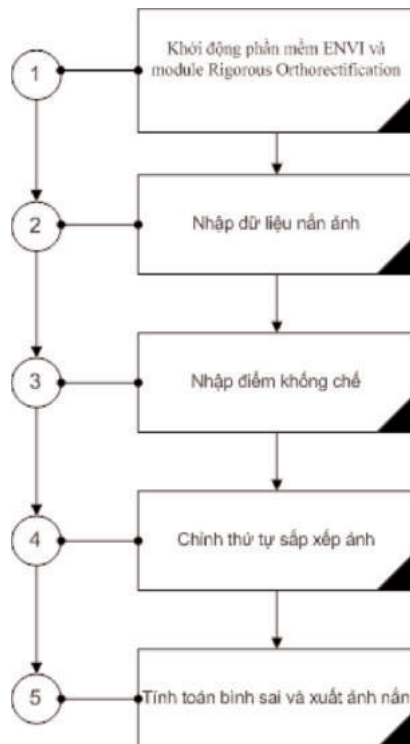 1
Khởi động phần mềm ENVI và
module Rigorous Orthorectification
2
Nhập dữ liệu nắn ảnh
3
Nhập điểm khống chế
4
Chỉnh thứ tự sắp xếp ảnh
5
Tính toán bình sai và xuất ảnh nắn